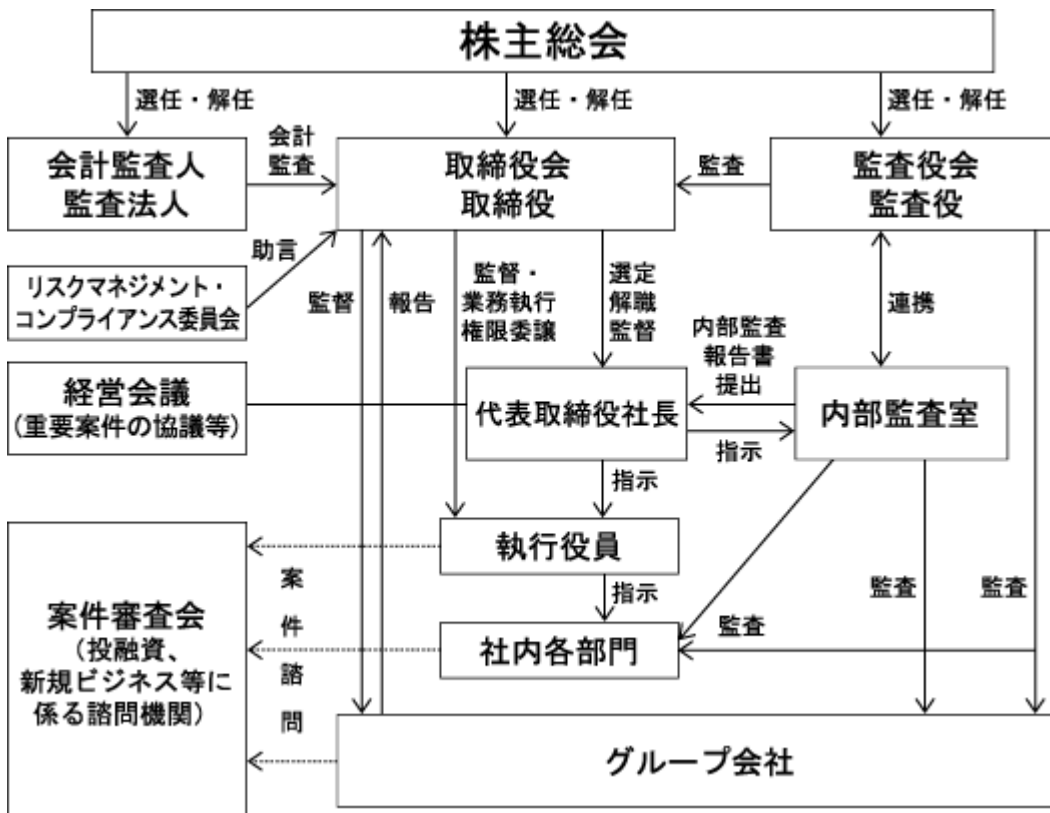 株主総会
選任・解任
選任・解任
選任・解任
会計監査人
監査法人
会計
監査
取締役会
取締役
監査
監査役会
監査役
助言
リスクマネジメント・
コンプライアンス委員会
監督
報告
監督・
業務執行
権限委譲
選定
解職
監督
連携
内部監査
報告書
提出
経営会議
(重要案件の協議等)
代表取締役社長
内部監査室
指示
指示
執行役員
指示
案件審査会
(投融資、
新規ビジネス等に
係る諮問機関)
案
件
諮
問
社内各部門
監査
監査
監査
グループ会社